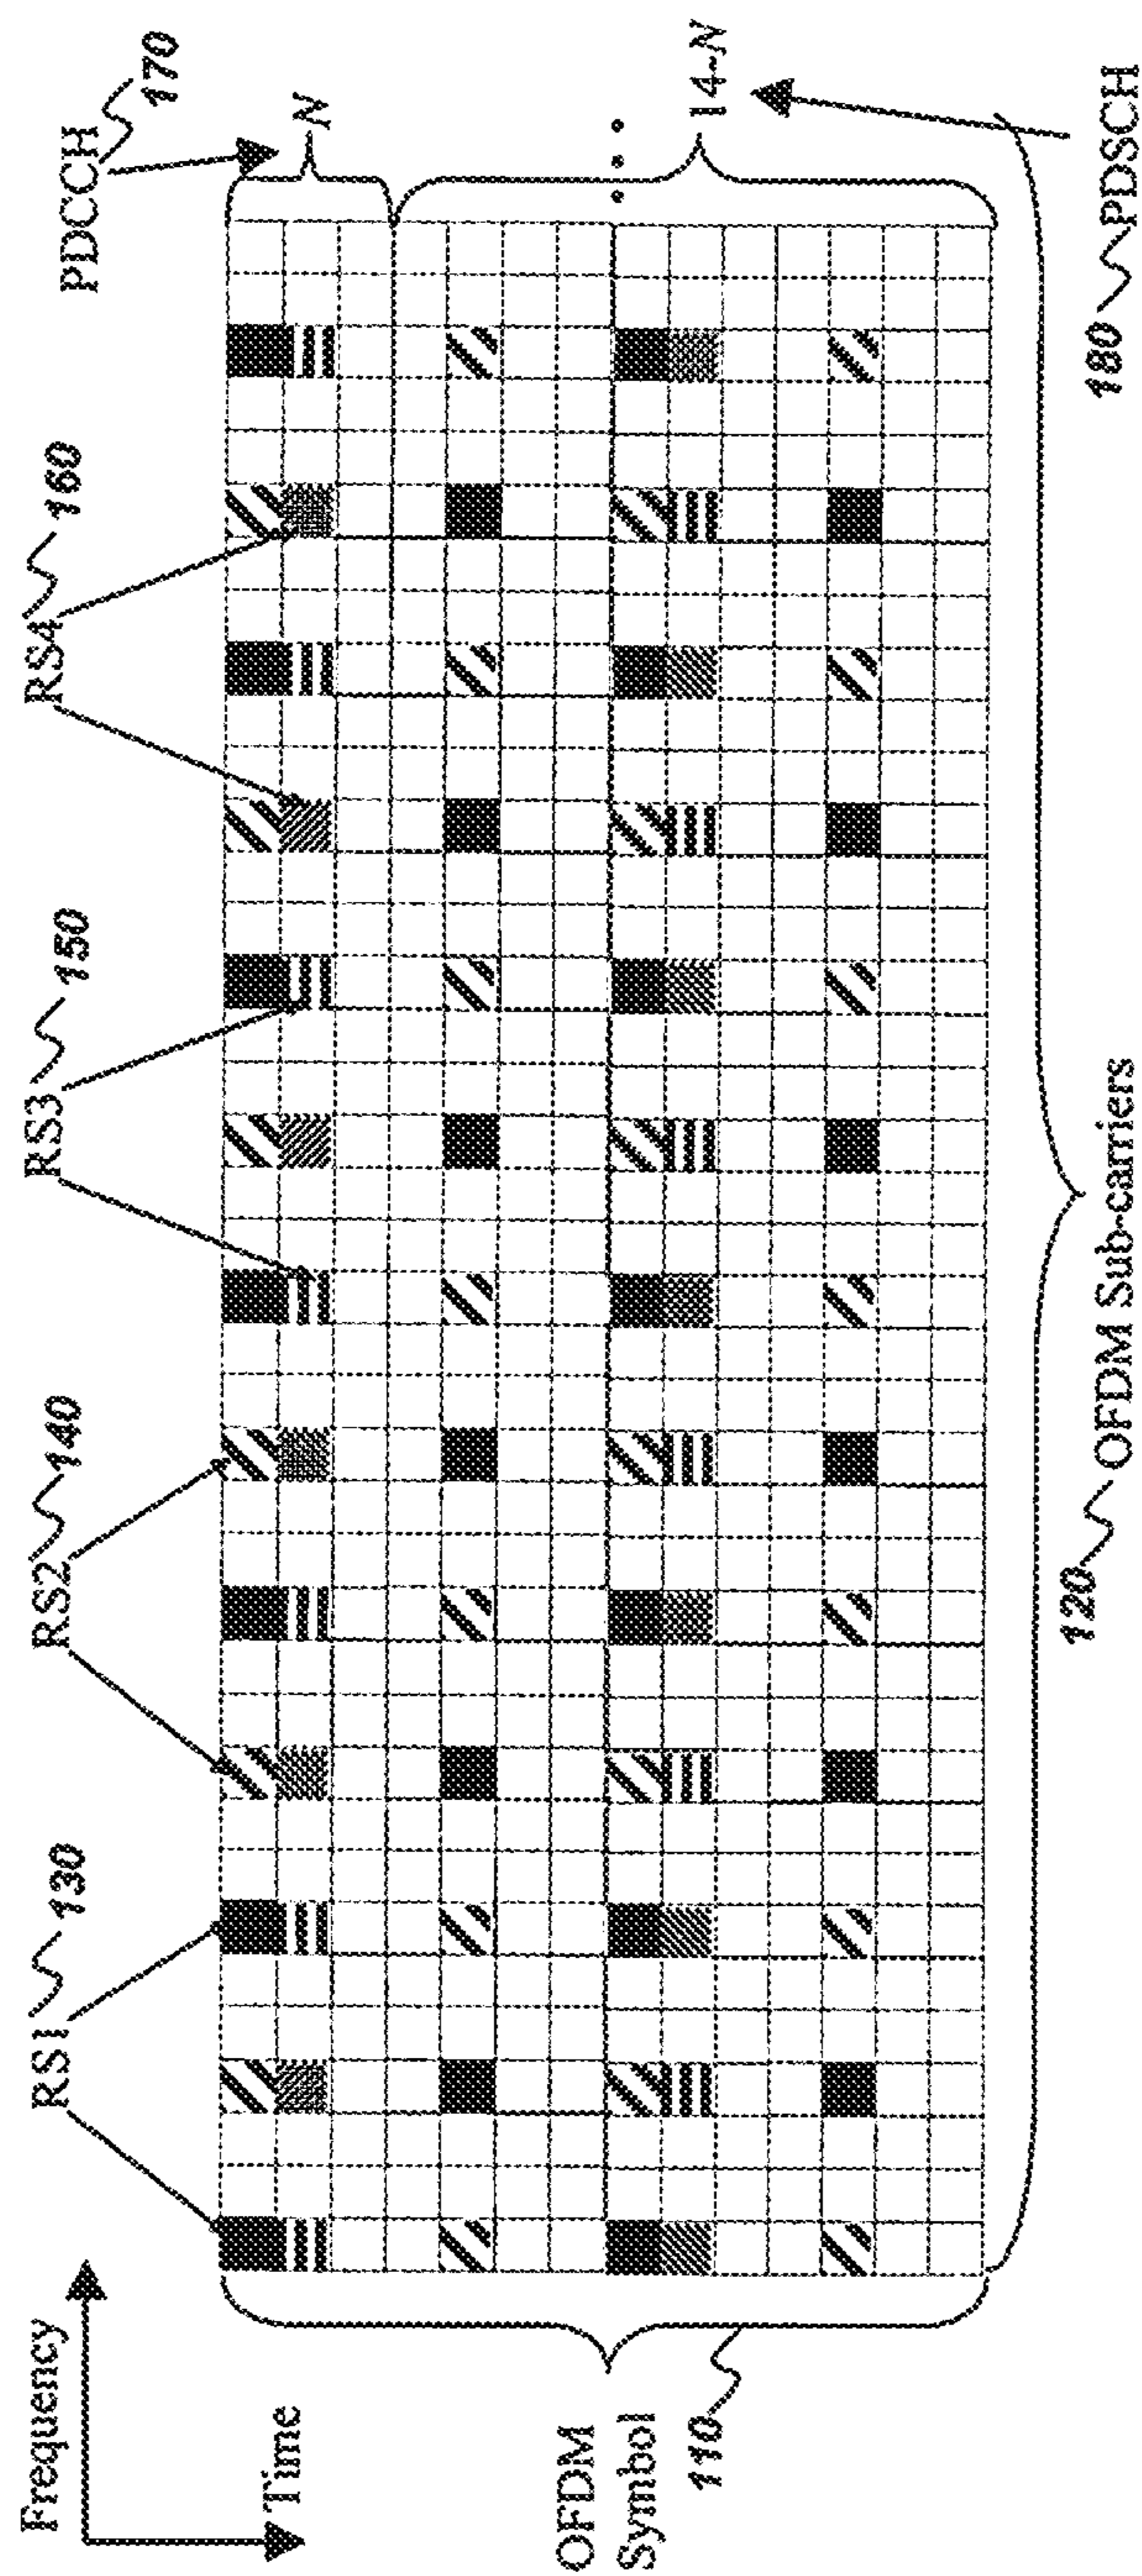 Frequency
Time
RS1 130
RS2 140
RS3 150
RS4 160
PDCCH
170
N
14-N
OFDM
Symbol
110
120 OFDM Sub-carriers
180 PDSCH